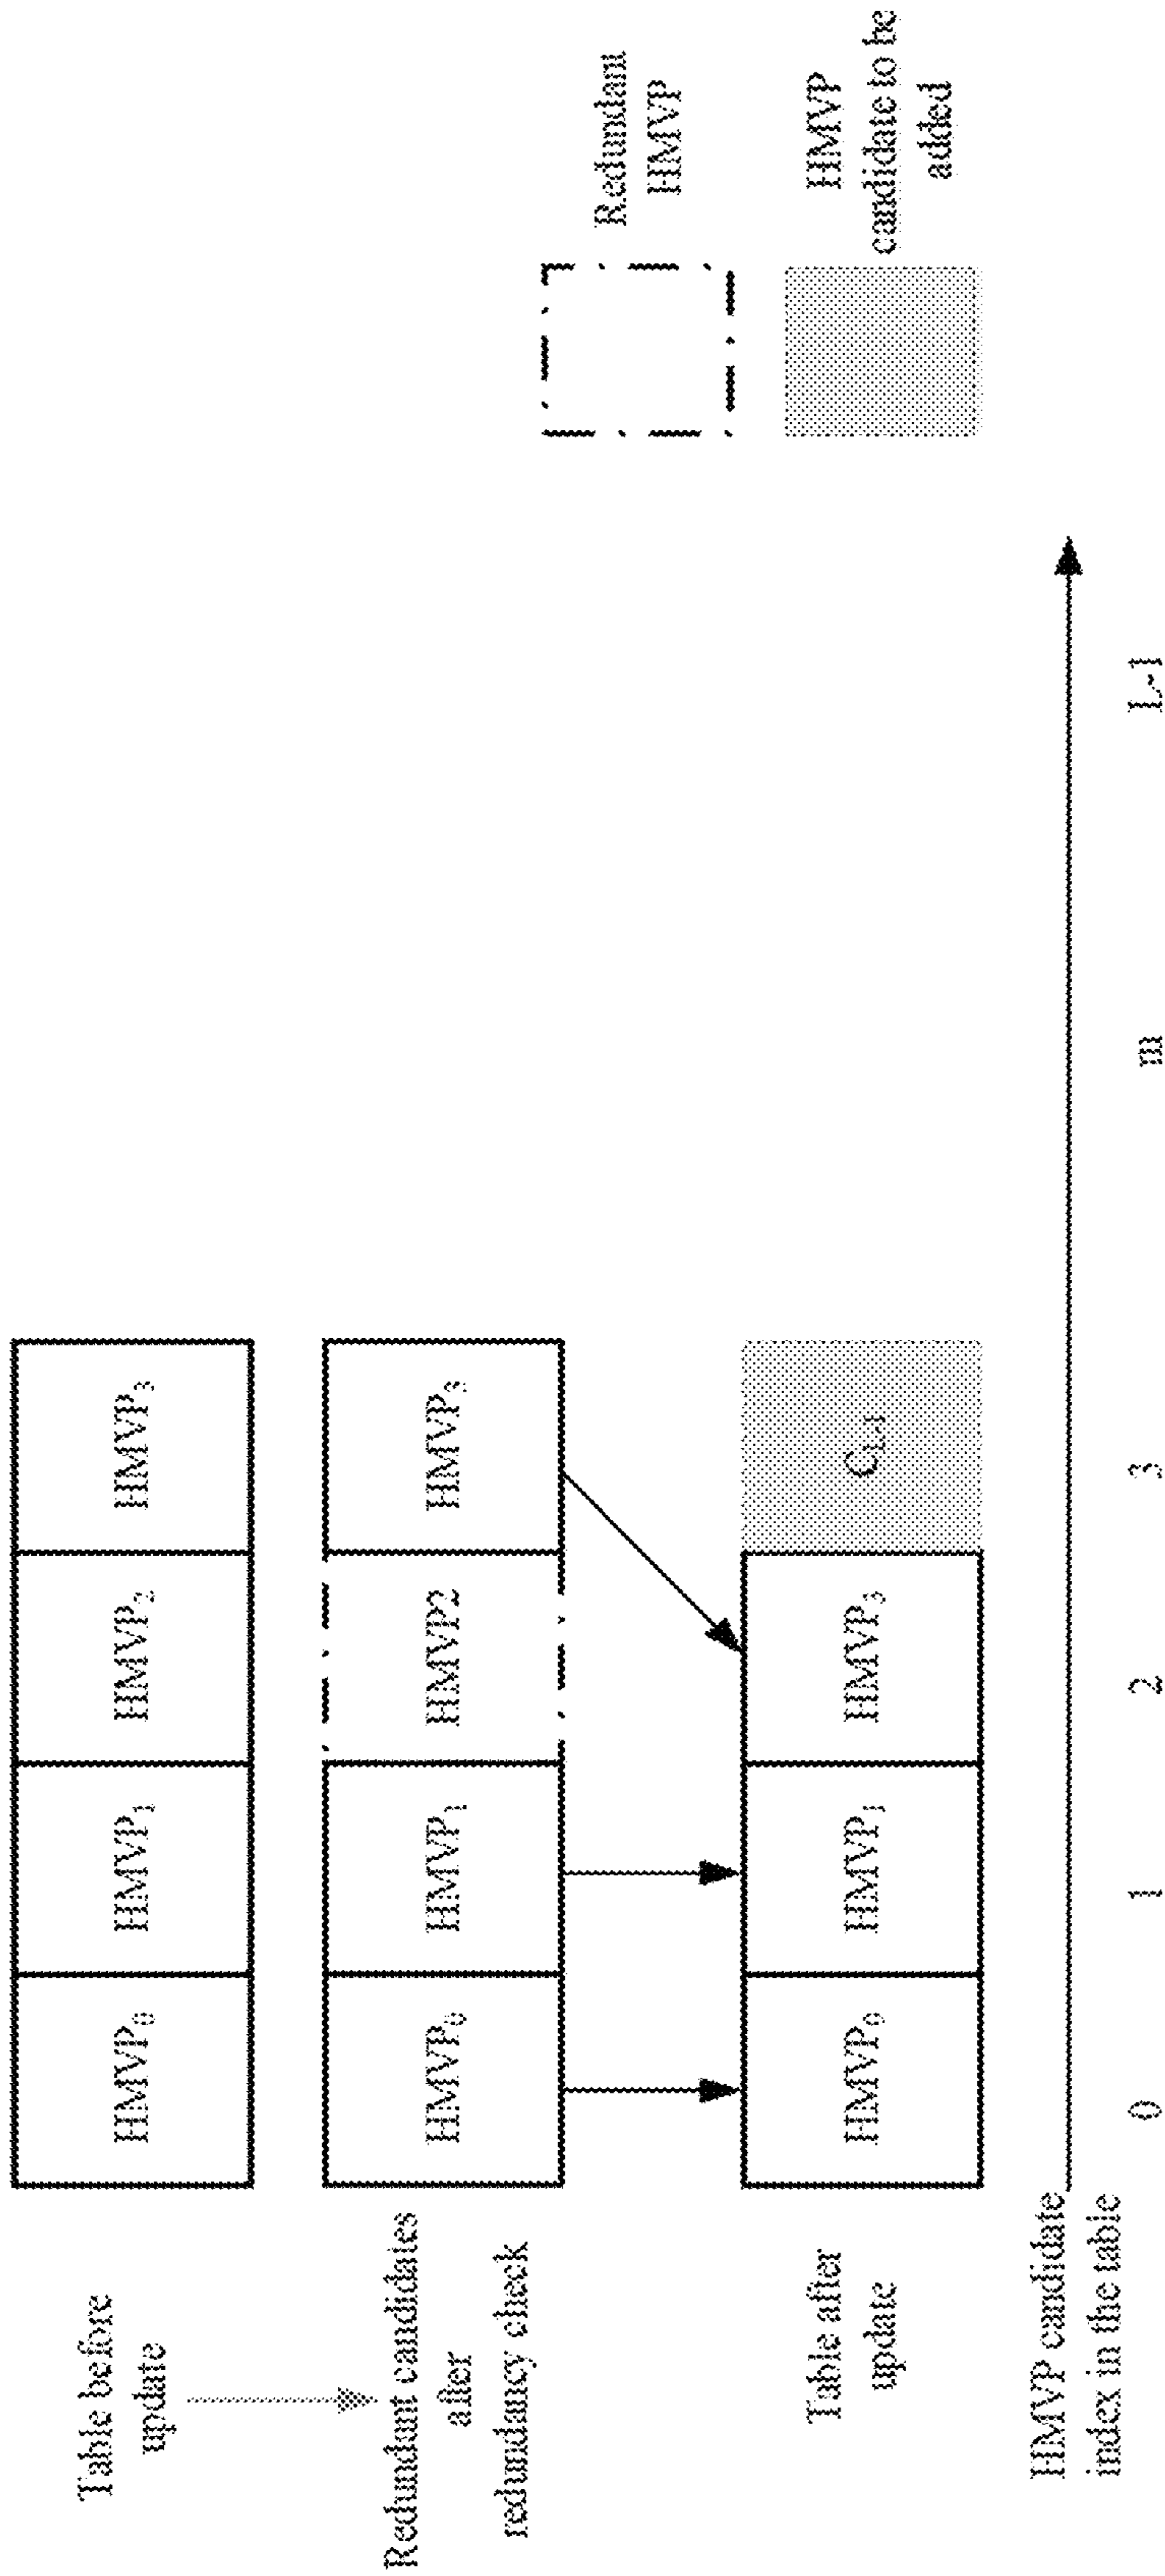 Table before
update
HMVP₀
HMVP₁
HMVP₂
HMVP₃
Redundant candidates
after
redundancy check
HMVP₀
HMVP₁
HMVP2
HMVP₃
Table after
update
HMVP₀
HMVP₁
HMVP₃
C_L-1
HMVP candidate
index in the table
0
1
2
3
m
L-1
Redundant
HMVP
HMVP
candidate to be
added